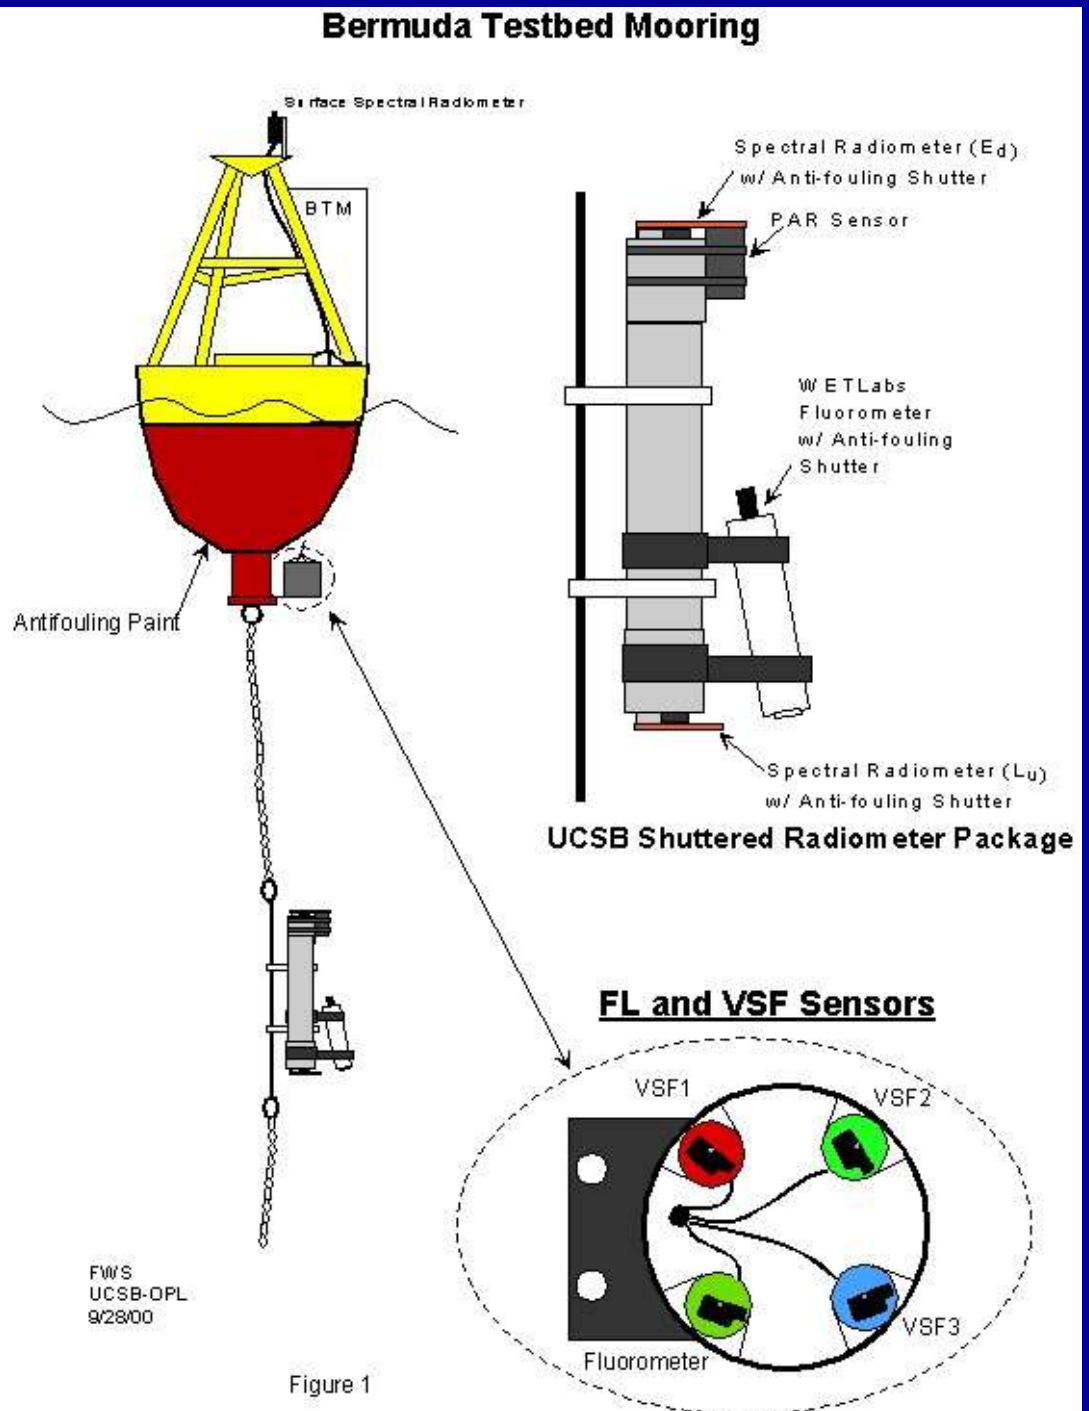 Bermuda Testbed Mooring
Surface Spectral Radiometer
BTM
Antifouling Paint
Spectral Radiometer (Ed)
w/ Anti-fouling Shutter
PAR Sensor
WETLabs
Fluorometer
w/ Anti-fouling
Shutter
Spectral Radiometer (Lu)
w/ Anti-fouling Shutter
UCSB Shuttered Radiometer Package
FL and VSF Sensors
VSF1
VSF2
VSF3
Fluorometer
FWS
UCSB-OPL
9/28/00
Figure 1